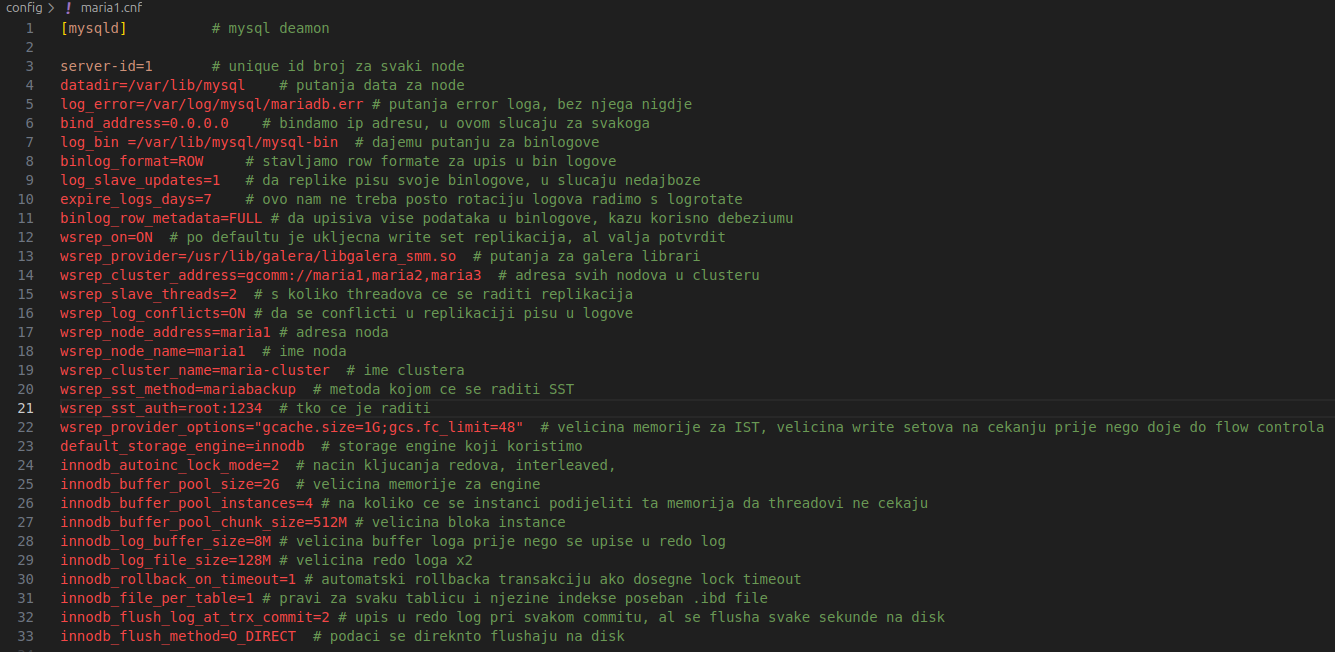 config > ! maria1.cnf
1 [mysqld] # mysql deamon
2
3 server-id=1 # unique id broj za svaki node
4 datadir=/var/lib/mysql # putanja data za node
5 log_error=/var/log/mysql/mariadb.err # putanja error loga, bez njega nigdje
6 bind_address=0.0.0.0 # bindamo ip adresu, u ovom slucaju za svakoga
7 log_bin =/var/lib/mysql/mysql-bin # dajemu putanju za binlogove
8 binlog_format=ROW # stavljamo row formate za upis u bin logove
9 log_slave_updates=1 # da replike pisu svoje binlogove, u slucaju nedajboze
10 expire_logs_days=7 # ovo nam ne treba posto rotaciju logova radimo s logrotate
11 binlog_row_metadata=FULL # da upisiva vise podataka u binlogove, kazu korisno debeziumu
12 wsrep_on=ON # po defaultu je ukljecna write set replikacija, al valja potvrdit
13 wsrep_provider=/usr/lib/galera/libgalera_smm.so # putanja za galera librari
14 wsrep_cluster_address=gcomm://maria1,maria2,maria3 # adresa svih nodova u clusteru
15 wsrep_slave_threads=2 # s koliko threadova ce se raditi replikacija
16 wsrep_log_conflicts=ON # da se conflicti u replikaciji pisu u logove
17 wsrep_node_address=maria1 # adresa noda
18 wsrep_node_name=maria1 # ime noda
19 wsrep_cluster_name=maria-cluster # ime clustera
20 wsrep_sst_method=mariabackup # metoda kojom ce se raditi SST
21 wsrep_sst_auth=root:1234 # tko ce je raditi
22 wsrep_provider_options="gcache.size=1G;gcs.fc_limit=48" # velicina memorije za IST, velicina write setova na cekanju prije nego doje do flow controla
23 default_storage_engine=innodb # storage engine koji koristimo
24 innodb_autoinc_lock_mode=2 # nacin kljucanja redova, interleaved,
25 innodb_buffer_pool_size=2G # velicina memorije za engine
26 innodb_buffer_pool_instances=4 # na koliko ce se instanci podijeliti ta memorija da threadovi ne cekaju
27 innodb_buffer_pool_chunk_size=512M # velicina bloka instance
28 innodb_log_buffer_size=8M # velicina buffer loga prije nego se upise u redo log
29 innodb_log_file_size=128M # velicina redo loga x2
30 innodb_rollback_on_timeout=1 # automatski rollbacka transakciju ako dosegne lock timeout
31 innodb_file_per_table=1 # pravi za svaku tablicu i njezine indekse poseban .ibd file
32 innodb_flush_log_at_trx_commit=2 # upis u redo log pri svakom commitu, al se flusha svake sekunde na disk
33 innodb_flush_method=O_DIRECT # podaci se direknto flushaju na disk